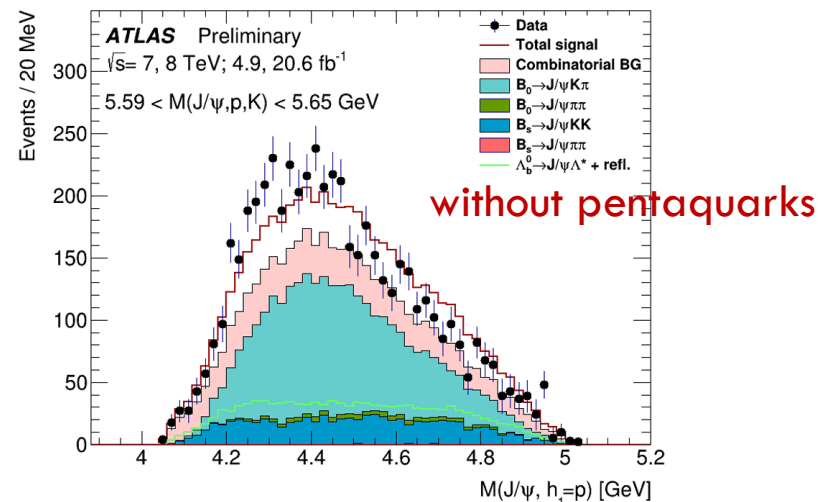 ATLAS Preliminary
√s= 7, 8 TeV; 4.9, 20.6 fb⁻¹
5.59 < M(J/ψ,p,K) < 5.65 GeV
Data
Total signal
Combinatorial BG
B₀→J/ψKπ
B₀→J/ψππ
Bₛ→J/ψKK
Bₛ→J/ψππ
Λ⁰_b→J/ψΛ* + refl.
without pentaquarks
Events / 20 MeV
300
250
200
150
100
50
0
4 4.2 4.4 4.6 4.8 5 5.2
M(J/ψ, h₁=p) [GeV]